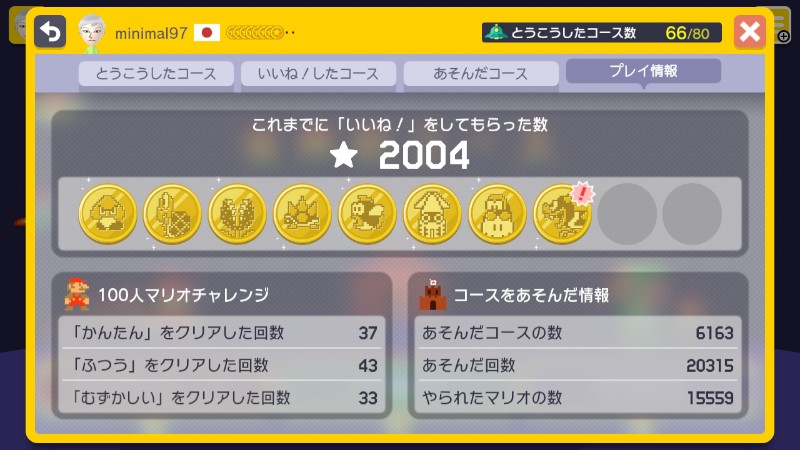 minimal97
とうこうしたコース数 66/80
とうこうしたコース
いいね！したコース
あそんだコース
プレイ情報
これまでに「いいね！」をしてもらった数
★ 2004
!
100人マリオチャレンジ
「かんたん」をクリアした回数 37
「ふつう」をクリアした回数 43
「むずかしい」をクリアした回数 33
コースをあそんだ情報
あそんだコースの数 6163
あそんだ回数 20315
やられたマリオの数 15559